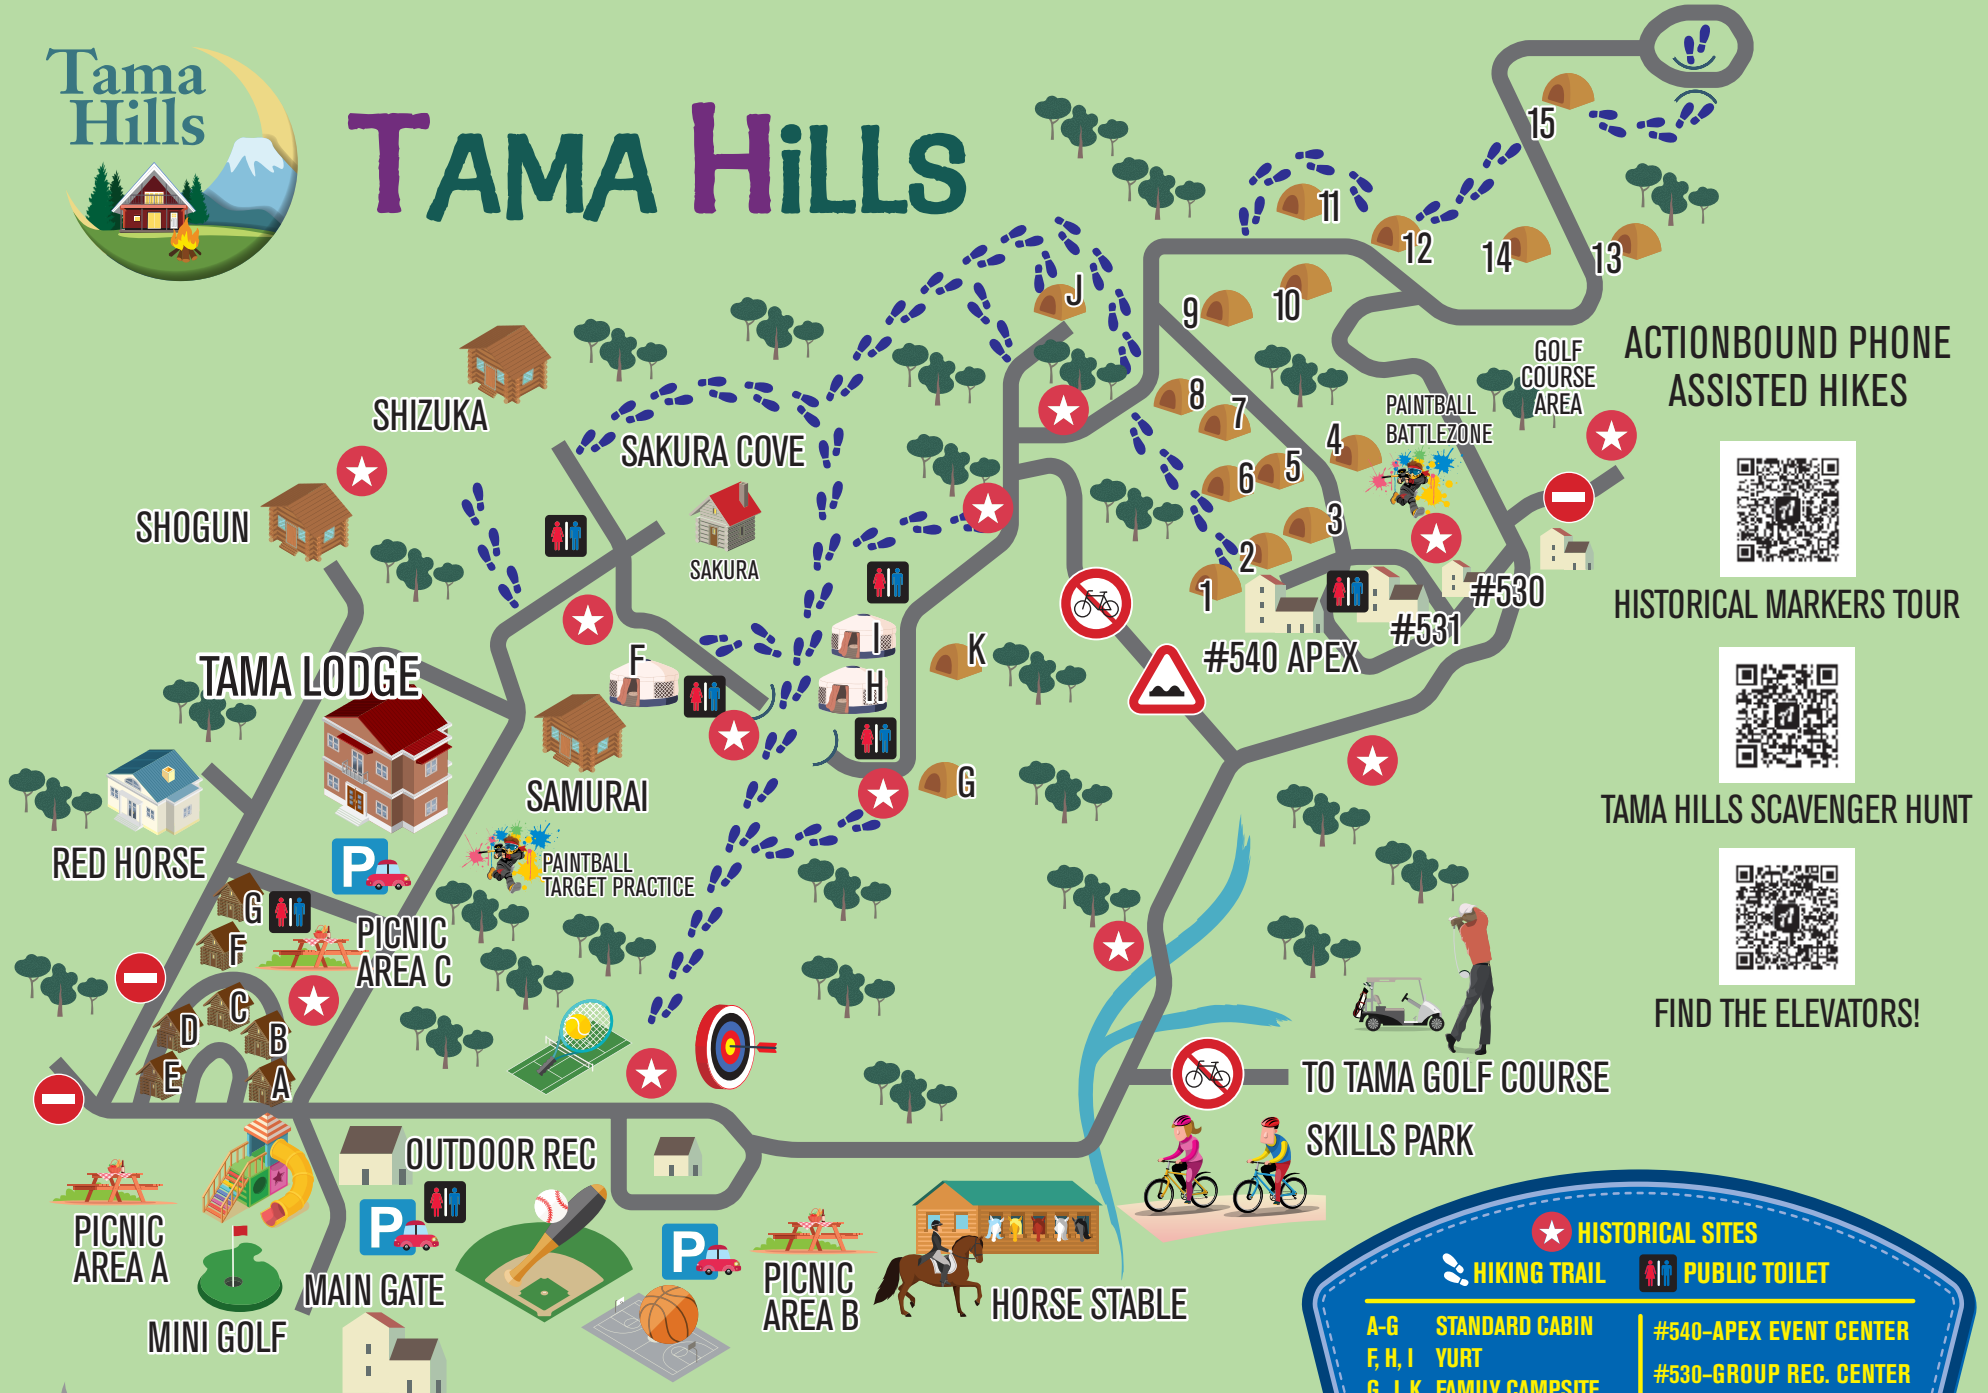 Tama
Hills
TAMA HiLLS
15
11
12
14
13
J
9
10
ACTIONBOUND PHONE
ASSISTED HIKES
GOLF
COURSE
AREA
SHIZUKA
8
7
PAINTBALL
BATTLEZONE
SAKURA COVE
4
5
6
SHOGUN
3
SAKURA
2
1
#530
HISTORICAL MARKERS TOUR
#531
I
K
F
#540 APEX
TAMA LODGE
H
G
SAMURAI
TAMA HILLS SCAVENGER HUNT
RED HORSE
P
PAINTBALL
TARGET PRACTICE
G
F
PICNIC
AREA C
C
D
B
E
A
FIND THE ELEVATORS!
TO TAMA GOLF COURSE
OUTDOOR REC
SKILLS PARK
PICNIC
AREA A
P
P
MAIN GATE
PICNIC
AREA B
HORSE STABLE
MINI GOLF
HISTORICAL SITES
HIKING TRAIL
PUBLIC TOILET
A-G STANDARD CABIN
F, H, I YURT
G, J, K FAMILY CAMPSITE
#540-APEX EVENT CENTER
#530-GROUP REC. CENTER